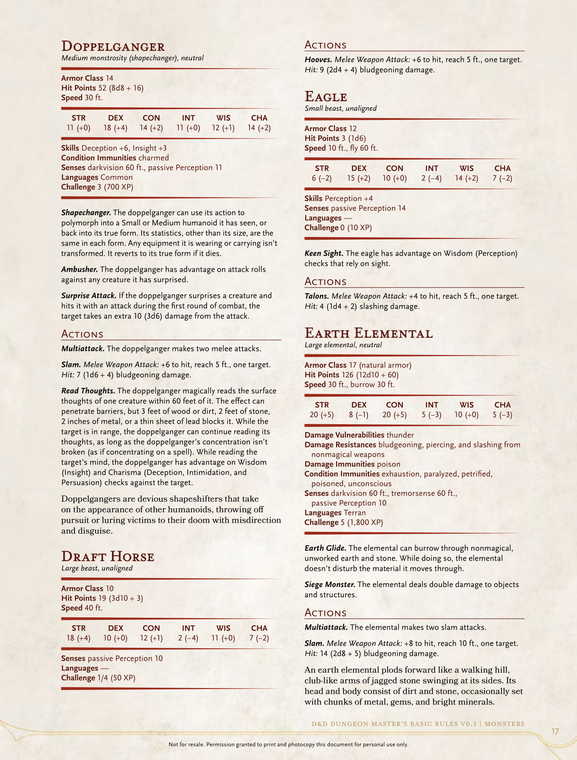 Doppelganger
Medium monstrosity (shapechanger), neutral
Armor Class 14
Hit Points 52 (8d8 + 16)
Speed 30 ft.
STR DEX CON INT WIS CHA
11 (+0) 18 (+4) 14 (+2) 11 (+0) 12 (+1) 14 (+2)
Skills Deception +6, Insight +3
Condition Immunities charmed
Senses darkvision 60 ft., passive Perception 11
Languages Common
Challenge 3 (700 XP)
Shapechanger. The doppelganger can use its action to
polymorph into a Small or Medium humanoid it has seen, or
back into its true form. Its statistics, other than its size, are the
same in each form. Any equipment it is wearing or carrying isn't
transformed. It reverts to its true form if it dies.
Ambusher. The doppelganger has advantage on attack rolls
against any creature it has surprised.
Surprise Attack. If the doppelganger surprises a creature and
hits it with an attack during the first round of combat, the
target takes an extra 10 (3d6) damage from the attack.
Actions
Multiattack. The doppelganger makes two melee attacks.
Slam. Melee Weapon Attack: +6 to hit, reach 5 ft., one target.
Hit: 7 (1d6 + 4) bludgeoning damage.
Read Thoughts. The doppelganger magically reads the surface
thoughts of one creature within 60 feet of it. The effect can
penetrate barriers, but 3 feet of wood or dirt, 2 feet of stone,
2 inches of metal, or a thin sheet of lead blocks it. While the
target is in range, the doppelganger can continue reading its
thoughts, as long as the doppelganger's concentration isn't
broken (as if concentrating on a spell). While reading the
target's mind, the doppelganger has advantage on Wisdom
(Insight) and Charisma (Deception, Intimidation, and
Persuasion) checks against the target.
Doppelgangers are devious shapeshifters that take
on the appearance of other humanoids, throwing off
pursuit or luring victims to their doom with misdirection
and disguise.
Draft Horse
Large beast, unaligned
Armor Class 10
Hit Points 19 (3d10 + 3)
Speed 40 ft.
STR DEX CON INT WIS CHA
18 (+4) 10 (+0) 12 (+1) 2 (−4) 11 (+0) 7 (−2)
Senses passive Perception 10
Languages —
Challenge 1/4 (50 XP)
Actions
Hooves. Melee Weapon Attack: +6 to hit, reach 5 ft., one target.
Hit: 9 (2d4 + 4) bludgeoning damage.
Eagle
Small beast, unaligned
Armor Class 12
Hit Points 3 (1d6)
Speed 10 ft., fly 60 ft.
STR DEX CON INT WIS CHA
6 (−2) 15 (+2) 10 (+0) 2 (−4) 14 (+2) 7 (−2)
Skills Perception +4
Senses passive Perception 14
Languages —
Challenge 0 (10 XP)
Keen Sight. The eagle has advantage on Wisdom (Perception)
checks that rely on sight.
Actions
Talons. Melee Weapon Attack: +4 to hit, reach 5 ft., one target.
Hit: 4 (1d4 + 2) slashing damage.
Earth Elemental
Large elemental, neutral
Armor Class 17 (natural armor)
Hit Points 126 (12d10 + 60)
Speed 30 ft., burrow 30 ft.
STR DEX CON INT WIS CHA
20 (+5) 8 (−1) 20 (+5) 5 (−3) 10 (+0) 5 (−3)
Damage Vulnerabilities thunder
Damage Resistances bludgeoning, piercing, and slashing from
nonmagical weapons
Damage Immunities poison
Condition Immunities exhaustion, paralyzed, petrified,
poisoned, unconscious
Senses darkvision 60 ft., tremorsense 60 ft.,
passive Perception 10
Languages Terran
Challenge 5 (1,800 XP)
Earth Glide. The elemental can burrow through nonmagical,
unworked earth and stone. While doing so, the elemental
doesn't disturb the material it moves through.
Siege Monster. The elemental deals double damage to objects
and structures.
Actions
Multiattack. The elemental makes two slam attacks.
Slam. Melee Weapon Attack: +8 to hit, reach 10 ft., one target.
Hit: 14 (2d8 + 5) bludgeoning damage.
An earth elemental plods forward like a walking hill,
club-like arms of jagged stone swinging at its sides. Its
head and body consist of dirt and stone, occasionally set
with chunks of metal, gems, and bright minerals.
D&D Dungeon Master's Basic Rules v0.3 | Monsters
17
Not for resale. Permission granted to print and photocopy this document for personal use only.